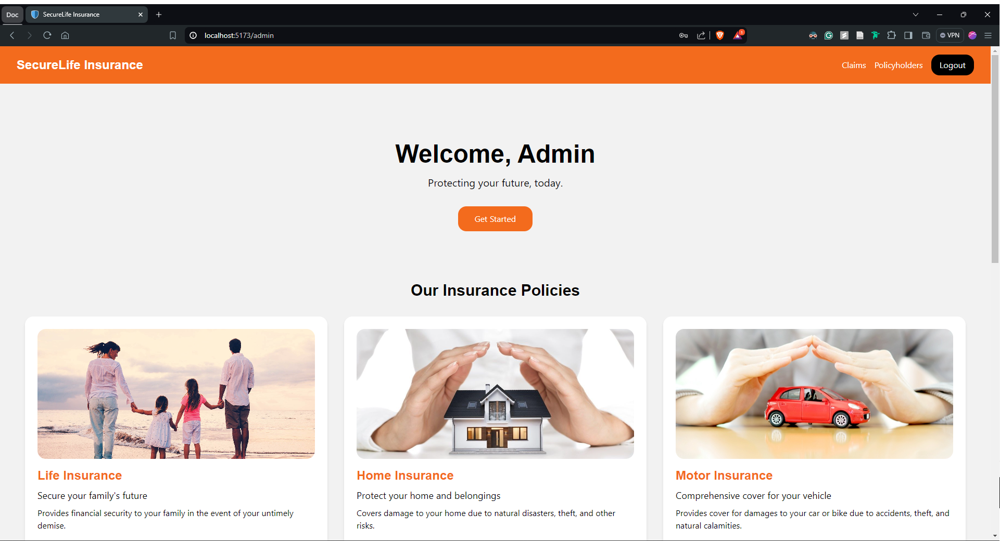 Doc
SecureLife Insurance
localhost:5173/admin
1
VPN
SecureLife Insurance
Claims
Policyholders
Logout
Welcome, Admin
Protecting your future, today.
Get Started
Our Insurance Policies
Life Insurance
Secure your family's future
Provides financial security to your family in the event of your untimely
demise.
Home Insurance
Protect your home and belongings
Covers damage to your home due to natural disasters, theft, and other
risks.
Motor Insurance
Comprehensive cover for your vehicle
Provides cover for damages to your car or bike due to accidents, theft, and
natural calamities.